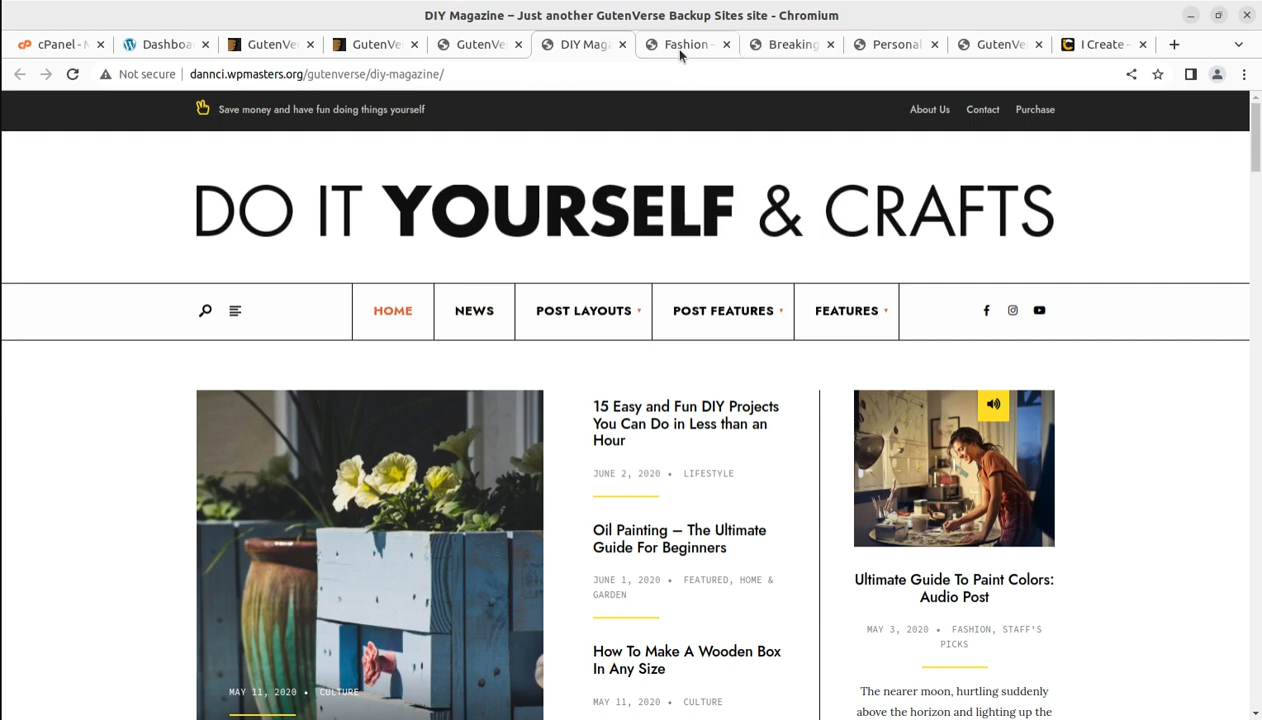 DIY Magazine – Just another GutenVerse Backup Sites site - Chromium
cPanel -
Dashboa
GutenVe
GutenVe
GutenVe
DIY Maga
Fashion -
Breaking
Personal
GutenVe
I Create -
Not secure
dannci.wpmasters.org/gutenverse/diy-magazine/
Save money and have fun doing things yourself
About Us
Contact
Purchase
DO IT YOURSELF & CRAFTS
HOME
NEWS
POST LAYOUTS
POST FEATURES
FEATURES
MAY 11, 2020 • CULTURE
15 Easy and Fun DIY Projects
You Can Do in Less than an
Hour
JUNE 2, 2020 • LIFESTYLE
Oil Painting – The Ultimate
Guide For Beginners
JUNE 1, 2020 • FEATURED, HOME &
GARDEN
How To Make A Wooden Box
In Any Size
MAY 11, 2020 • CULTURE
Ultimate Guide To Paint Colors:
Audio Post
MAY 3, 2020 • FASHION, STAFF'S
PICKS
The nearer moon, hurtling suddenly
above the horizon and lighting up the